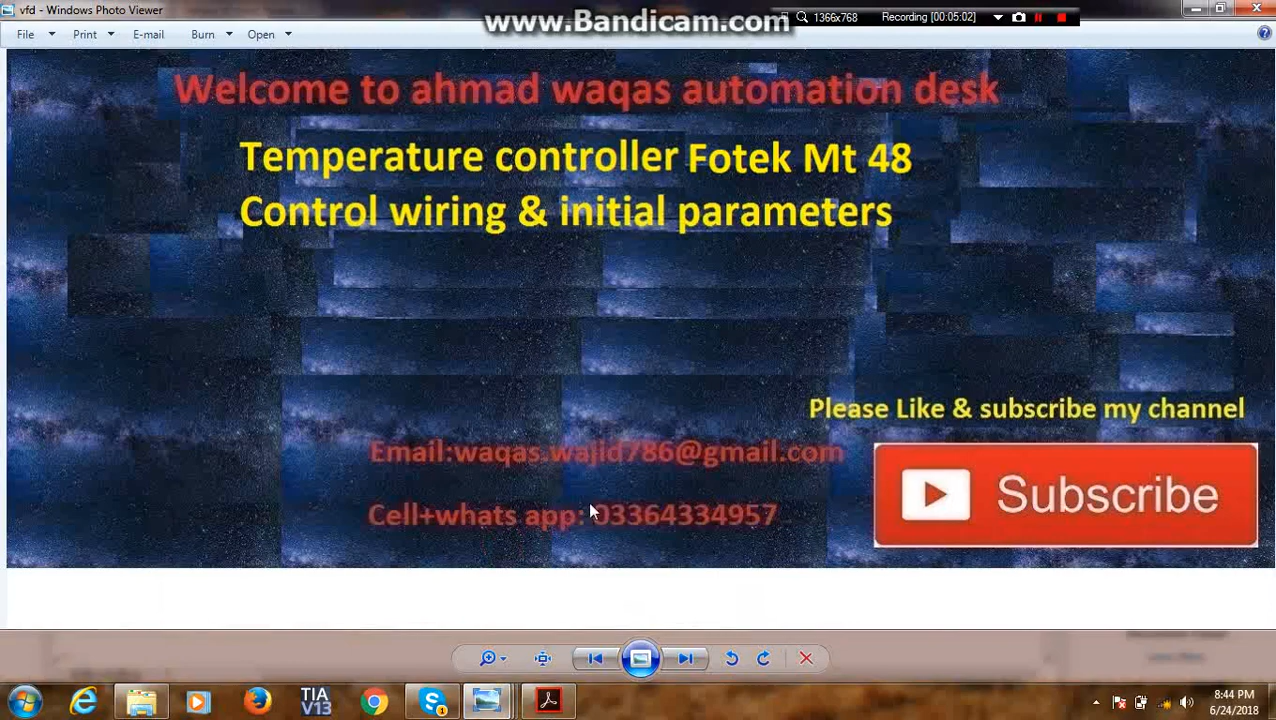 vfd - Windows Photo Viewer
www.Bandicam.com
1366x768
Recording [00:05:02]
File
Print
E-mail
Burn
Open
Welcome to ahmad waqas automation desk
Temperature controller Fotek Mt 48
Control wiring & initial parameters
Please Like & subscribe my channel
Email:waqas.wajid786@gmail.com
Subscribe
Cell+whats app: 03364334957
TIA
V13
8:44 PM
6/24/2018